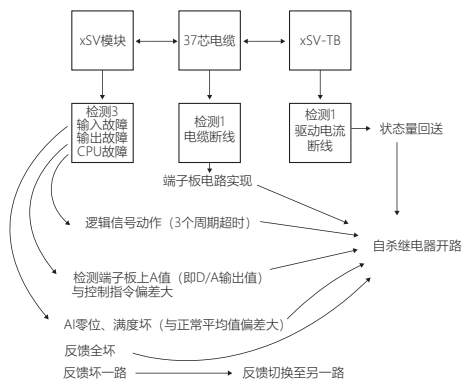 xSV模块
37芯电缆
xSV-TB
检测3
输入故障
输出故障
CPU故障
检测1
电缆断线
检测1
驱动电流
断线
状态量回送
端子板电路实现
逻辑信号动作（3个周期超时）
自杀继电器开路
检测端子板上A值（即D/A输出值）
与控制指令偏差大
AI零位、满度坏（与正常平均值偏差大）
反馈全坏
反馈坏一路
反馈切换至另一路